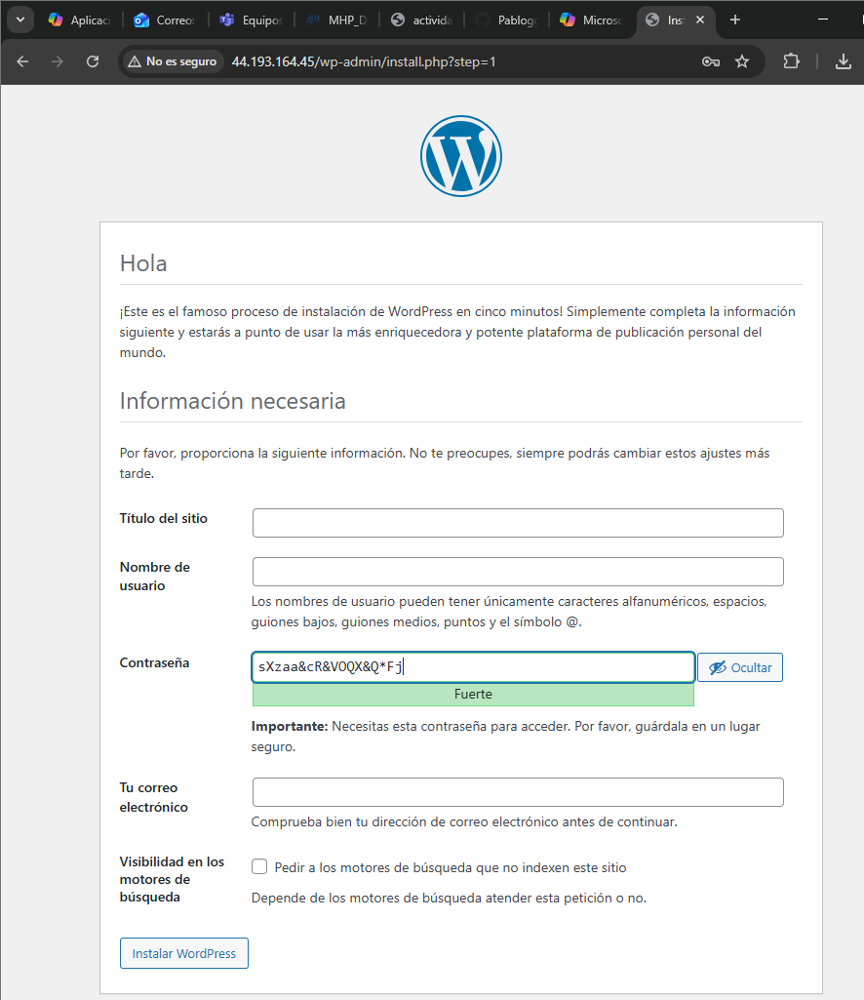 Aplicaci
Correo:
Equipos
MHP_D
activida
Pablogg
Microso
Ins
No es seguro
44.193.164.45/wp-admin/install.php?step=1
Hola
¡Este es el famoso proceso de instalación de WordPress en cinco minutos! Simplemente completa la información
siguiente y estarás a punto de usar la más enriquecedora y potente plataforma de publicación personal del
mundo.
Información necesaria
Por favor, proporciona la siguiente información. No te preocupes, siempre podrás cambiar estos ajustes más
tarde.
Título del sitio
Nombre de
usuario
Los nombres de usuario pueden tener únicamente caracteres alfanuméricos, espacios,
guiones bajos, guiones medios, puntos y el símbolo @.
Contraseña
sXzaa&cR&VOQX&Q*Fj
Ocultar
Fuerte
Importante: Necesitas esta contraseña para acceder. Por favor, guárdala en un lugar
seguro.
Tu correo
electrónico
Comprueba bien tu dirección de correo electrónico antes de continuar.
Visibilidad en los
motores de
búsqueda
Pedir a los motores de búsqueda que no indexen este sitio
Depende de los motores de búsqueda atender esta petición o no.
Instalar WordPress